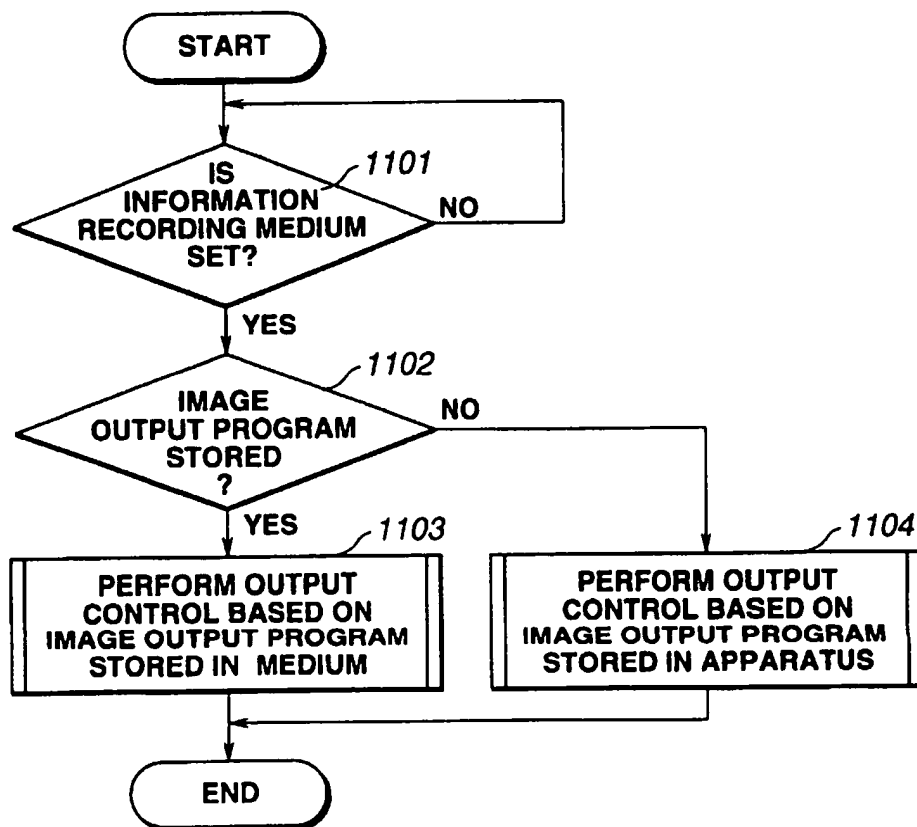 START
1101
IS
INFORMATION
RECORDING MEDIUM
SET?
NO
YES
1102
IMAGE
OUTPUT PROGRAM
STORED
?
NO
YES
1103
PERFORM OUTPUT
CONTROL BASED ON
IMAGE OUTPUT PROGRAM
STORED IN MEDIUM
1104
PERFORM OUTPUT
CONTROL BASED ON
IMAGE OUTPUT PROGRAM
STORED IN APPARATUS
END